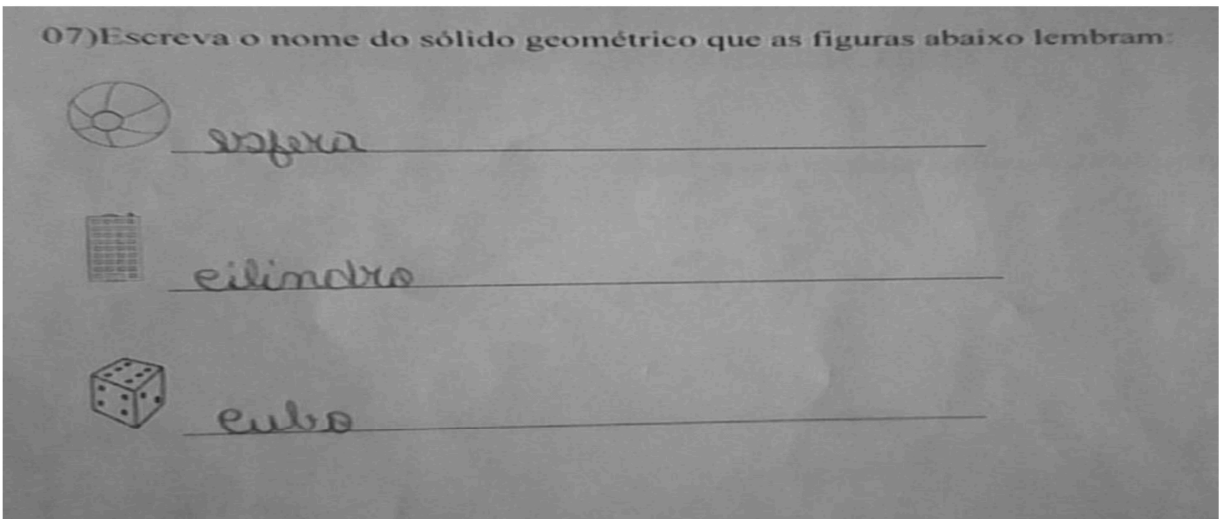 07)Escreva o nome do sólido geométrico que as figuras abaixo lembram:
esfera
cilindro
cubo